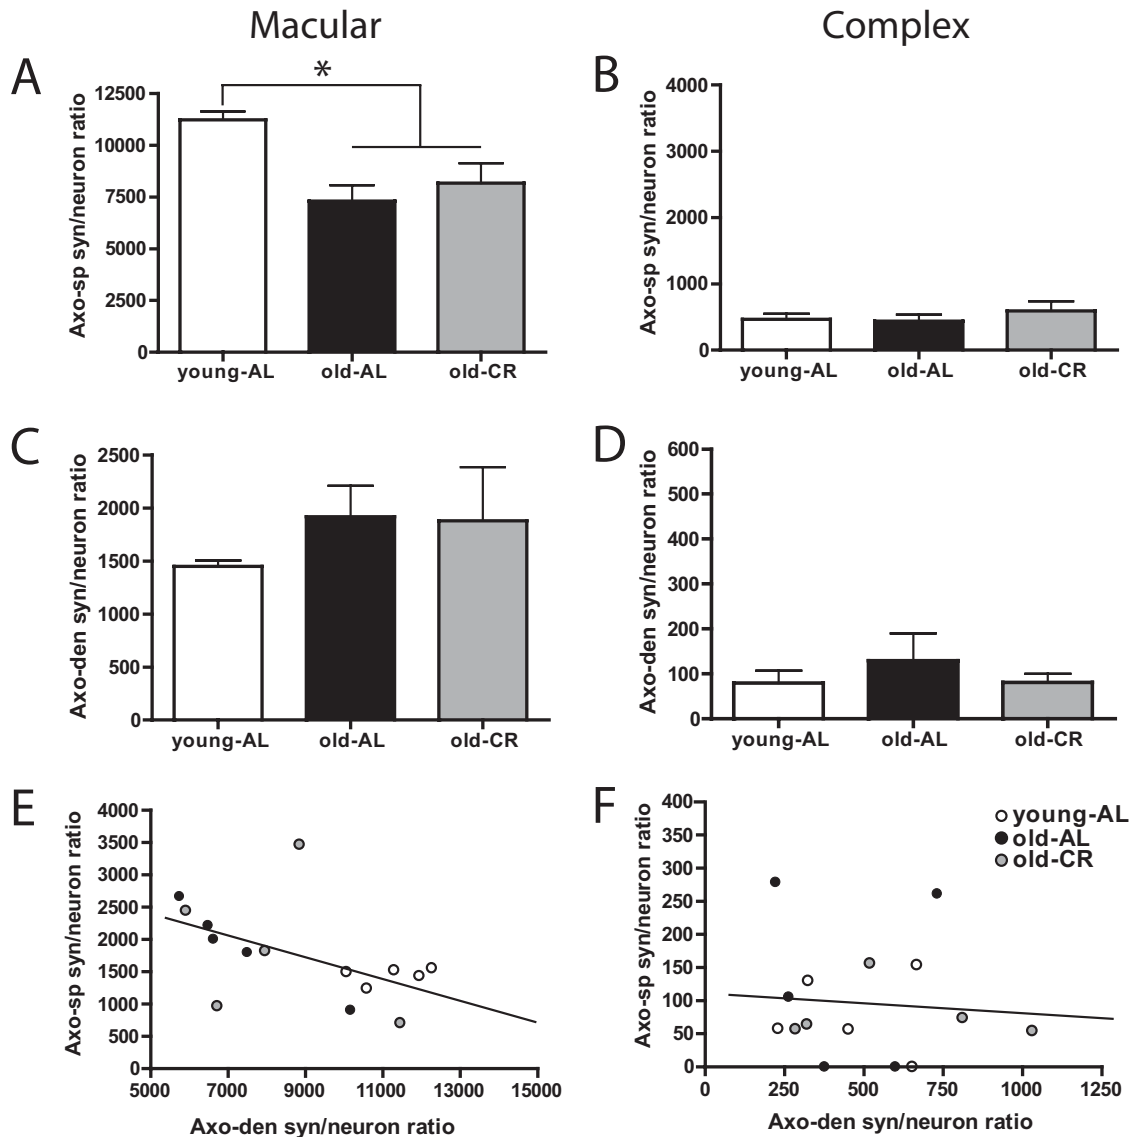 Macular
Complex
A
*
Axo-sp syn/neuron ratio
12500
10000
7500
5000
2500
0
young-AL old-AL old-CR
B
Axo-sp syn/neuron ratio
4000
3000
2000
1000
0
young-AL old-AL old-CR
C
Axo-den syn/neuron ratio
2500
2000
1500
1000
500
0
young-AL old-AL old-CR
D
Axo-den syn/neuron ratio
600
500
400
300
200
100
0
young-AL old-AL old-CR
E
Axo-sp syn/neuron ratio
4000
3500
3000
2500
2000
1500
1000
500
0
5000 7000 9000 11000 13000 15000
Axo-den syn/neuron ratio
F
Axo-sp syn/neuron ratio
400
350
300
250
200
150
100
50
0
young-AL
old-AL
old-CR
0 250 500 750 1000 1250
Axo-den syn/neuron ratio